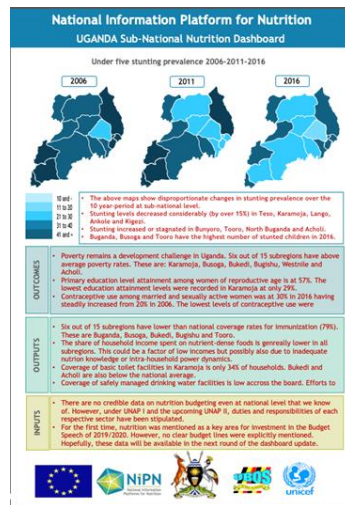 National Information Platform for Nutrition
UGANDA Sub-National Nutrition Dashboard
Under five stunting prevalence 2006-2011-2016
2006
2011
2016
10 and -
11 to 20
21 to 30
31 to 40
41 and +
• The above maps show disproportionate changes in stunting prevalence over the
10 year-period at sub-national level.
• Stunting levels decreased considerably (by over 15%) in Teso, Karamoja, Lango,
Ankole and Kigezi.
• Stunting increased or stagnated in Bunyoro, Tooro, North Buganda and Acholi.
• Buganda, Busoga and Tooro have the highest number of stunted children in 2016.
OUTCOMES
• Poverty remains a development challenge in Uganda. Six out of 15 subregions have above
average poverty rates. These are: Karamoja, Busoga, Bukedi, Bugishu, Westnile and
Acholi.
• Primary education level attainment among women of reproductive age is at 57%. The
lowest education attainment levels were recorded in Karamoja at only 29%.
• Contraceptive use among married and sexually active women was at 30% in 2016 having
steadily increased from 20% in 2006. The lowest levels of contraceptive use were
OUTPUTS
• Six out of 15 subregions have lower than national coverage rates for immunization (79%).
These are Buganda, Busoga, Bukedi, Bugishu and Tooro.
• The share of household income spent on nutrient-dense foods is genreally lower in all
subregions. This could be a factor of low incomes but possibly also due to inadequate
nutrion knowledge or intra-household power dynamics.
• Coverage of basic toilet facilities in Karamoja is only 34% of households. Bukedi and
Acholi are also below the national average.
• Coverage of safely managed drinking water facilities is low accross the board. Efforts to
INPUTS
• There are no credible data on nutrition budgeting even at national level that we know
of. However, under UNAP I and the upcoming UNAP II, duties and responsibilities of each
respective sector have been stipulated.
• For the first time, nutrition was mentioned as a key area for investment in the Budget
Speech of 2019/2020. However, no clear budget lines were explicitly mentioned.
Hopefully, these data will be available in the next round of the dashboard update.
NiPN
National Information
Platforms for Nutrition
UBOS
unicef